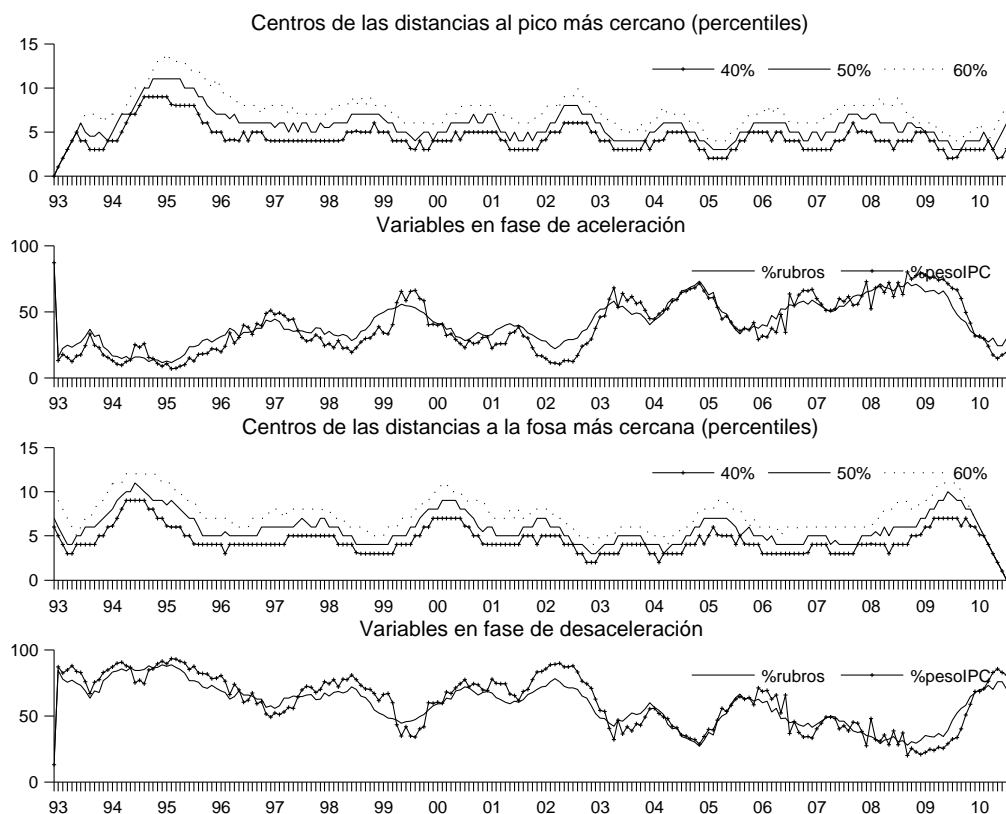 Centros de las distancias al pico más cercano (percentiles)
15
40% 50% 60%
10
5
0
93 94 95 96 97 98 99 00 01 02 03 04 05 06 07 08 09 10
Variables en fase de aceleración
100
%rubros %pesoIPC
50
0
93 94 95 96 97 98 99 00 01 02 03 04 05 06 07 08 09 10
Centros de las distancias a la fosa más cercana (percentiles)
15
40% 50% 60%
10
5
0
93 94 95 96 97 98 99 00 01 02 03 04 05 06 07 08 09 10
Variables en fase de desaceleración
100
%rubros %pesoIPC
50
0
93 94 95 96 97 98 99 00 01 02 03 04 05 06 07 08 09 10